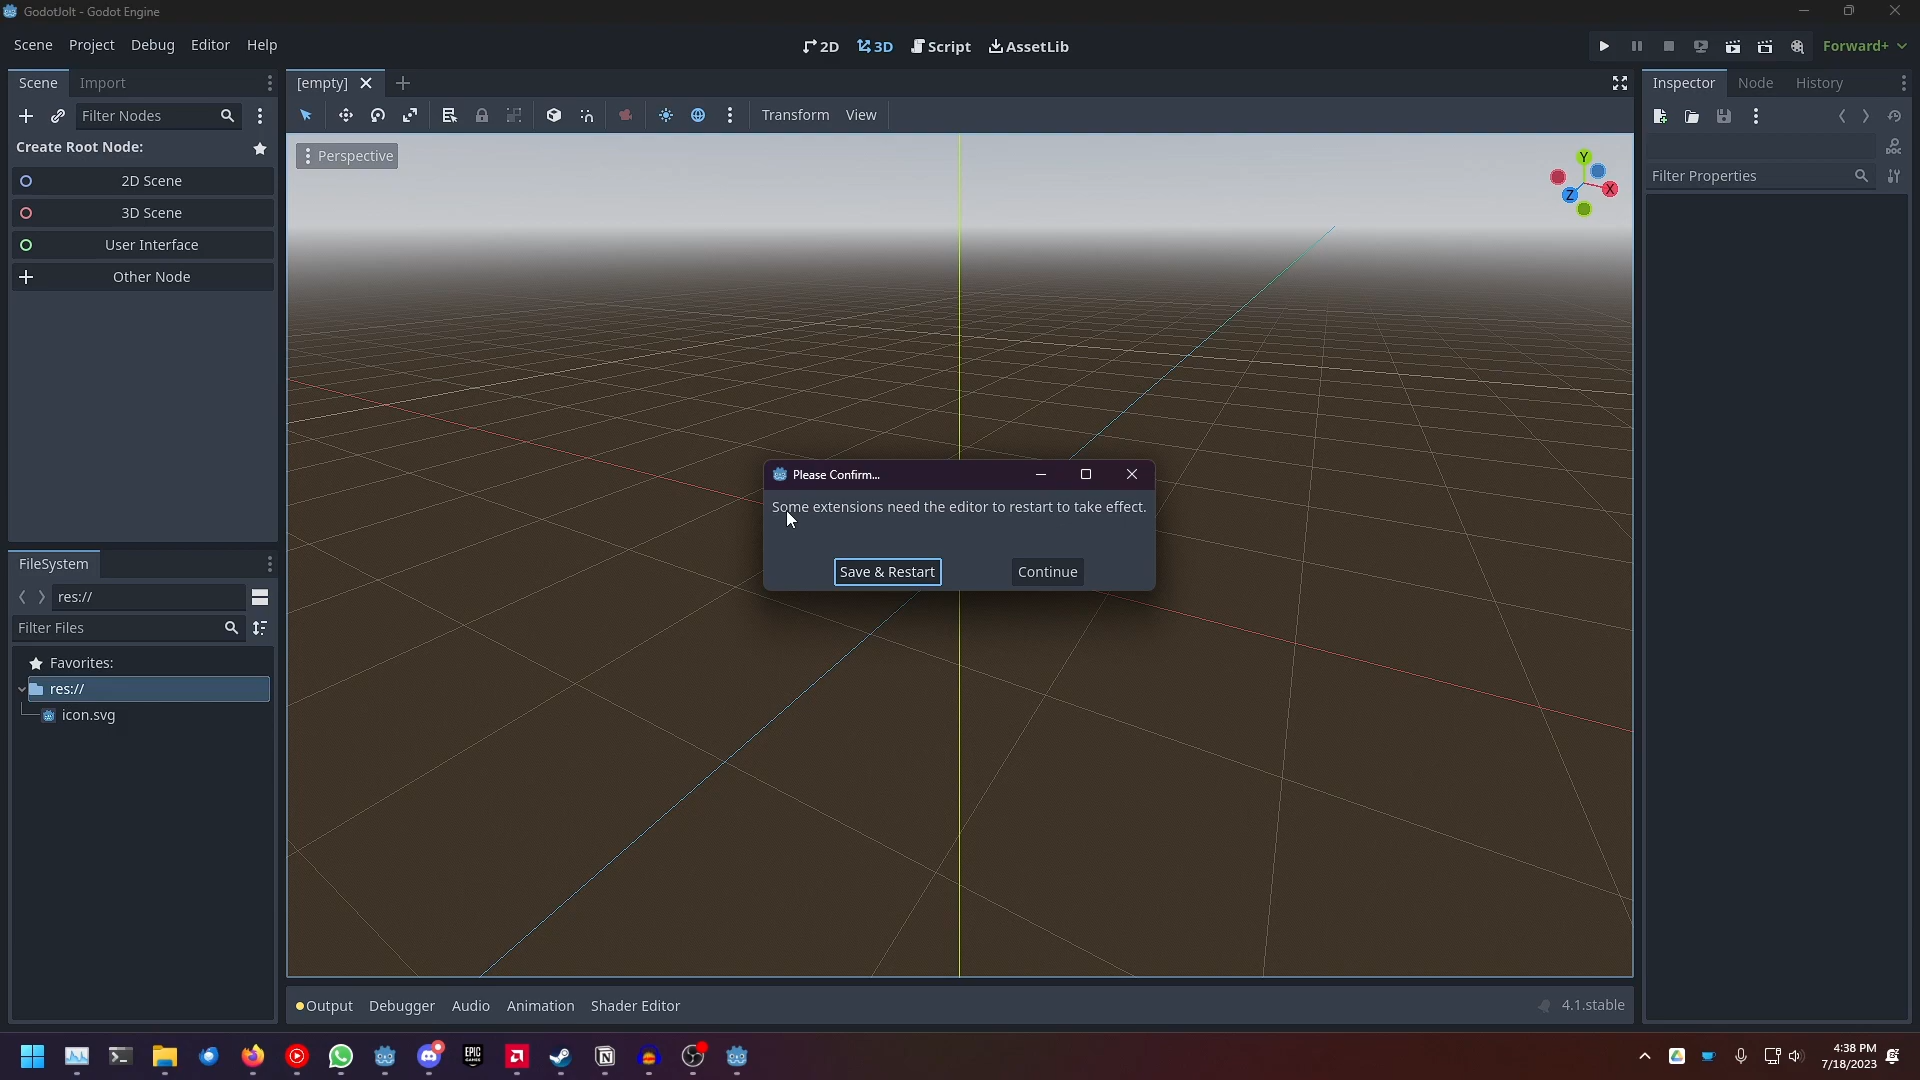 GodotJolt - Godot Engine
Scene Project Debug Editor Help
2D 3D Script AssetLib
Forward+
Scene Import
[empty]
Inspector Node History
Filter Nodes
Transform View
Create Root Node:
Perspective
Y
X
Z
DOC
Filter Properties
2D Scene
3D Scene
User Interface
Other Node
Please Confirm...
Some extensions need the editor to restart to take effect.
Save & Restart Continue
FileSystem
res://
Filter Files
Favorites:
res://
icon.svg
Output Debugger Audio Animation Shader Editor
4.1.stable
EPIC
GAMES
4:38 PM
7/18/2023